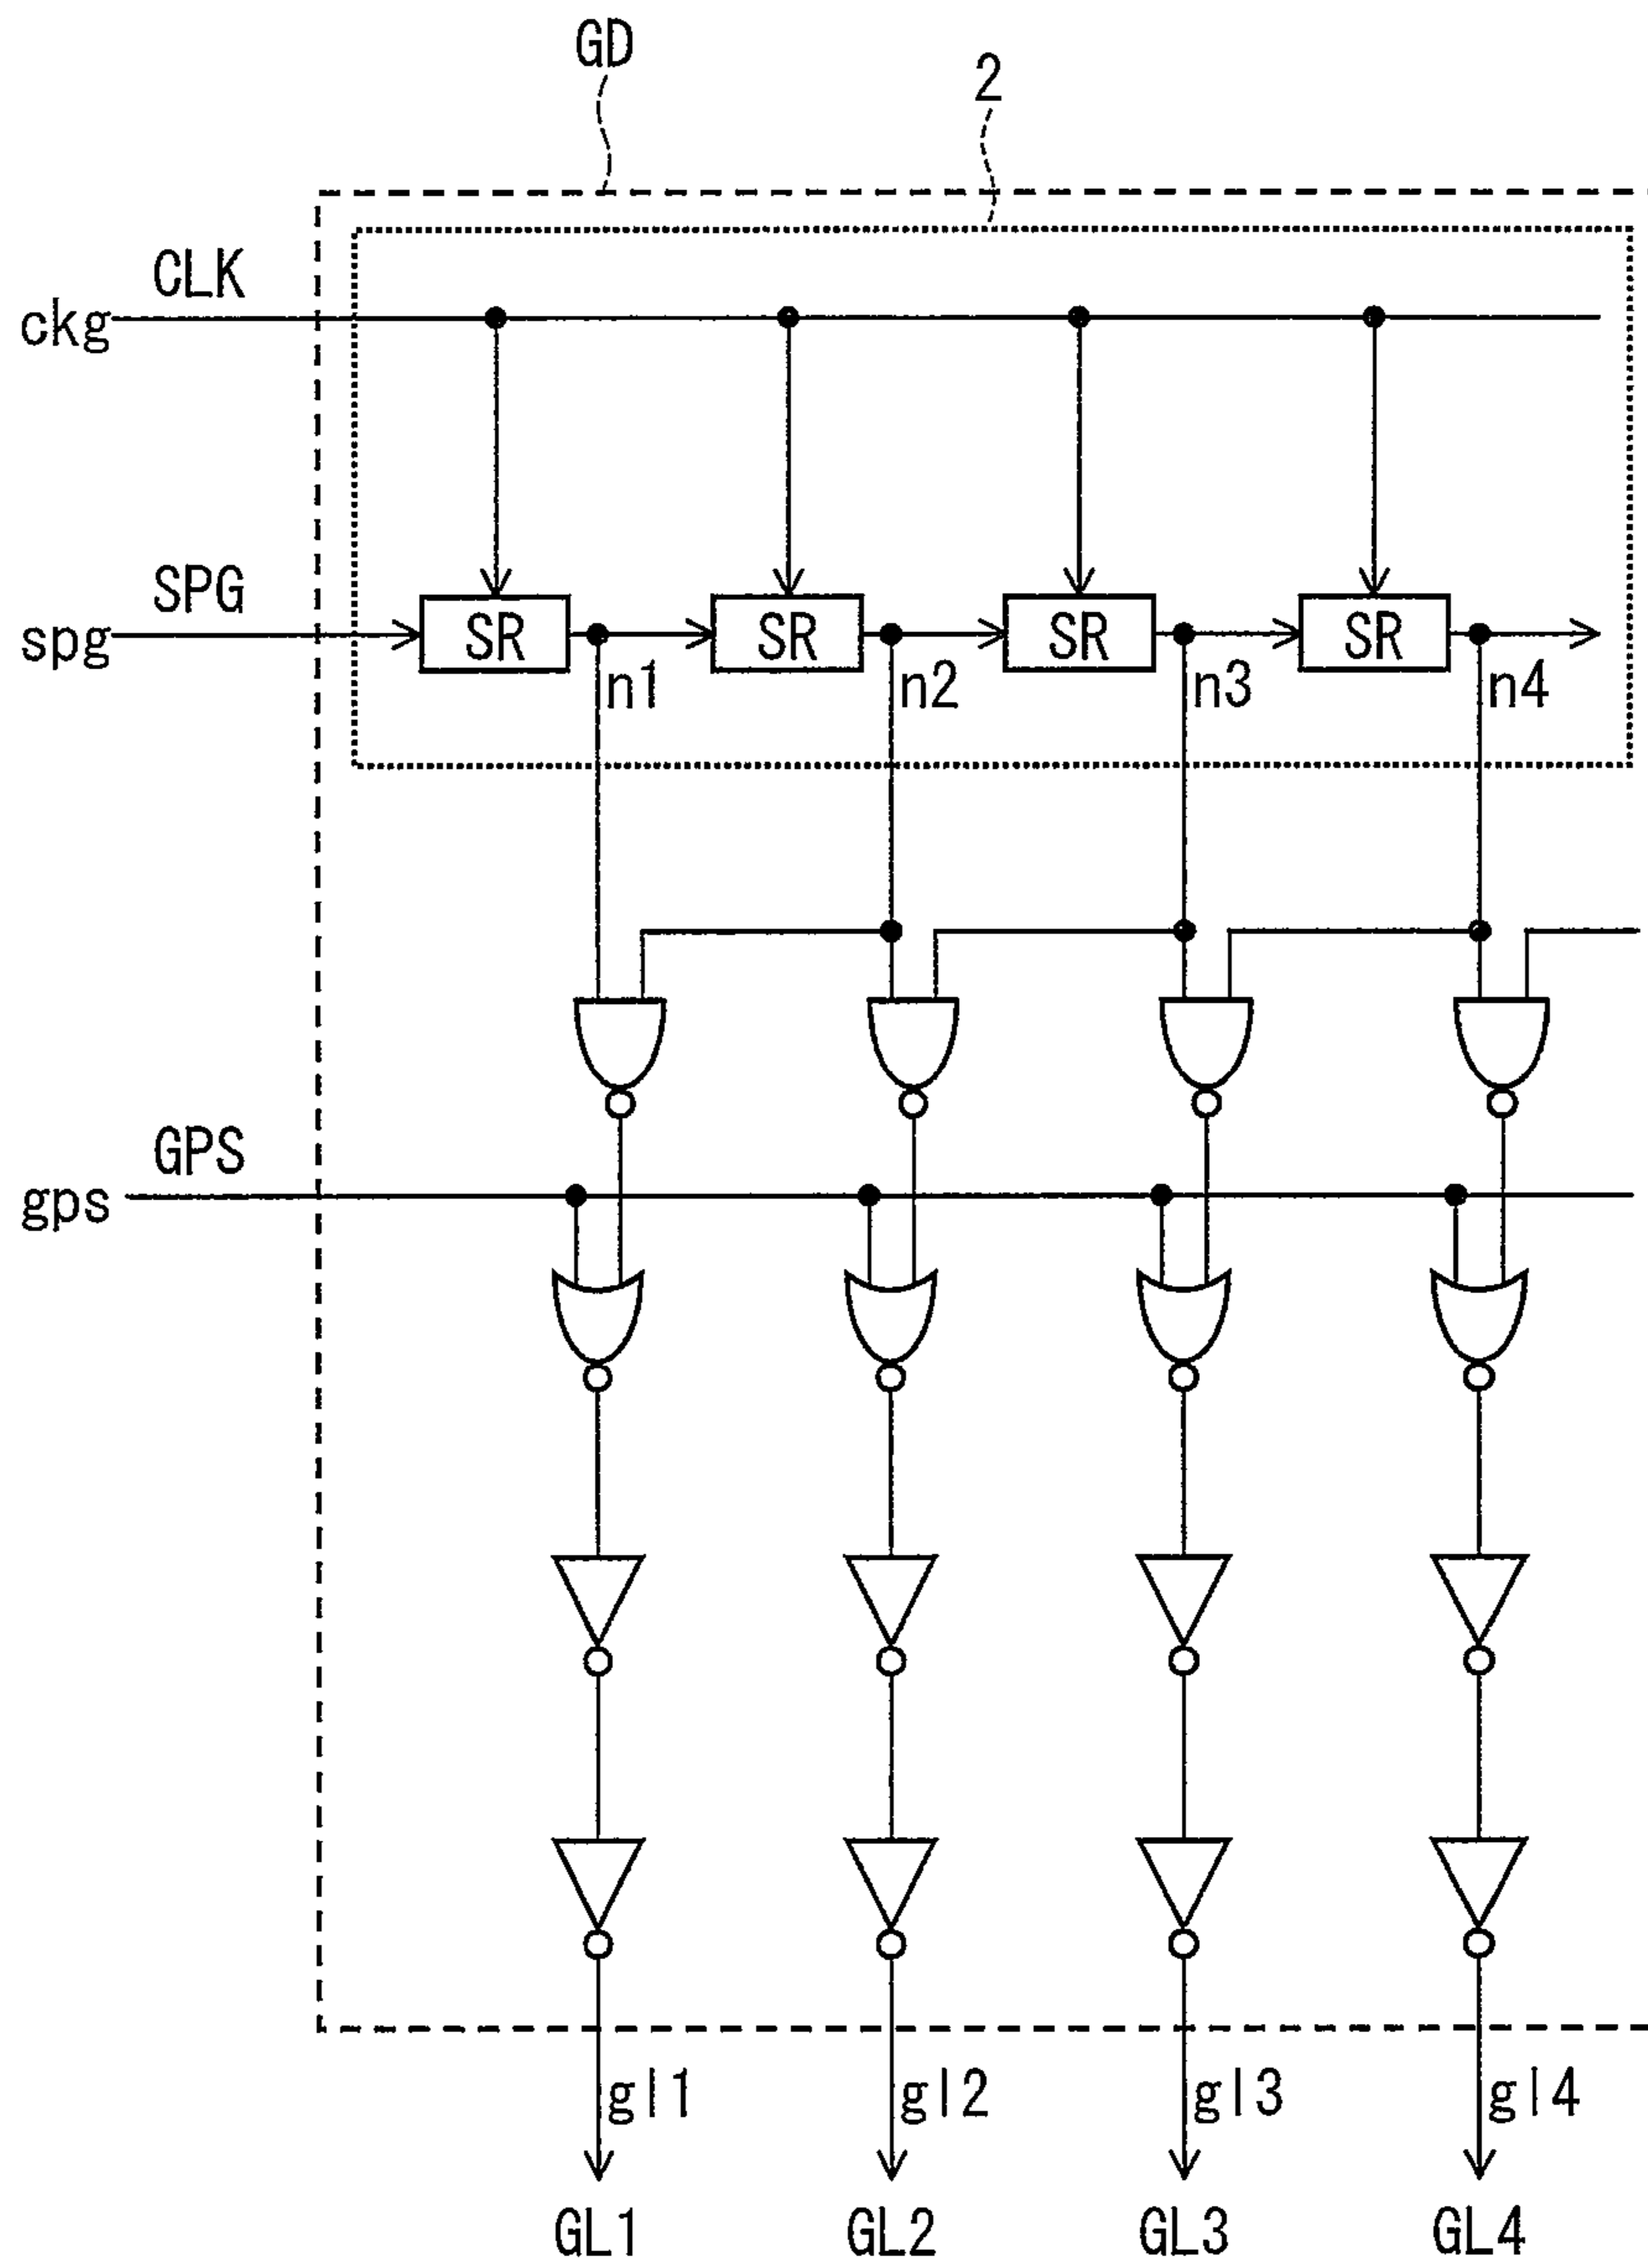 GD
2
CLK
ckg
SPG
spg
SR SR SR SR
n1 n2 n3 n4
GPS
gps
gl1 gl2 gl3 gl4
GL1 GL2 GL3 GL4